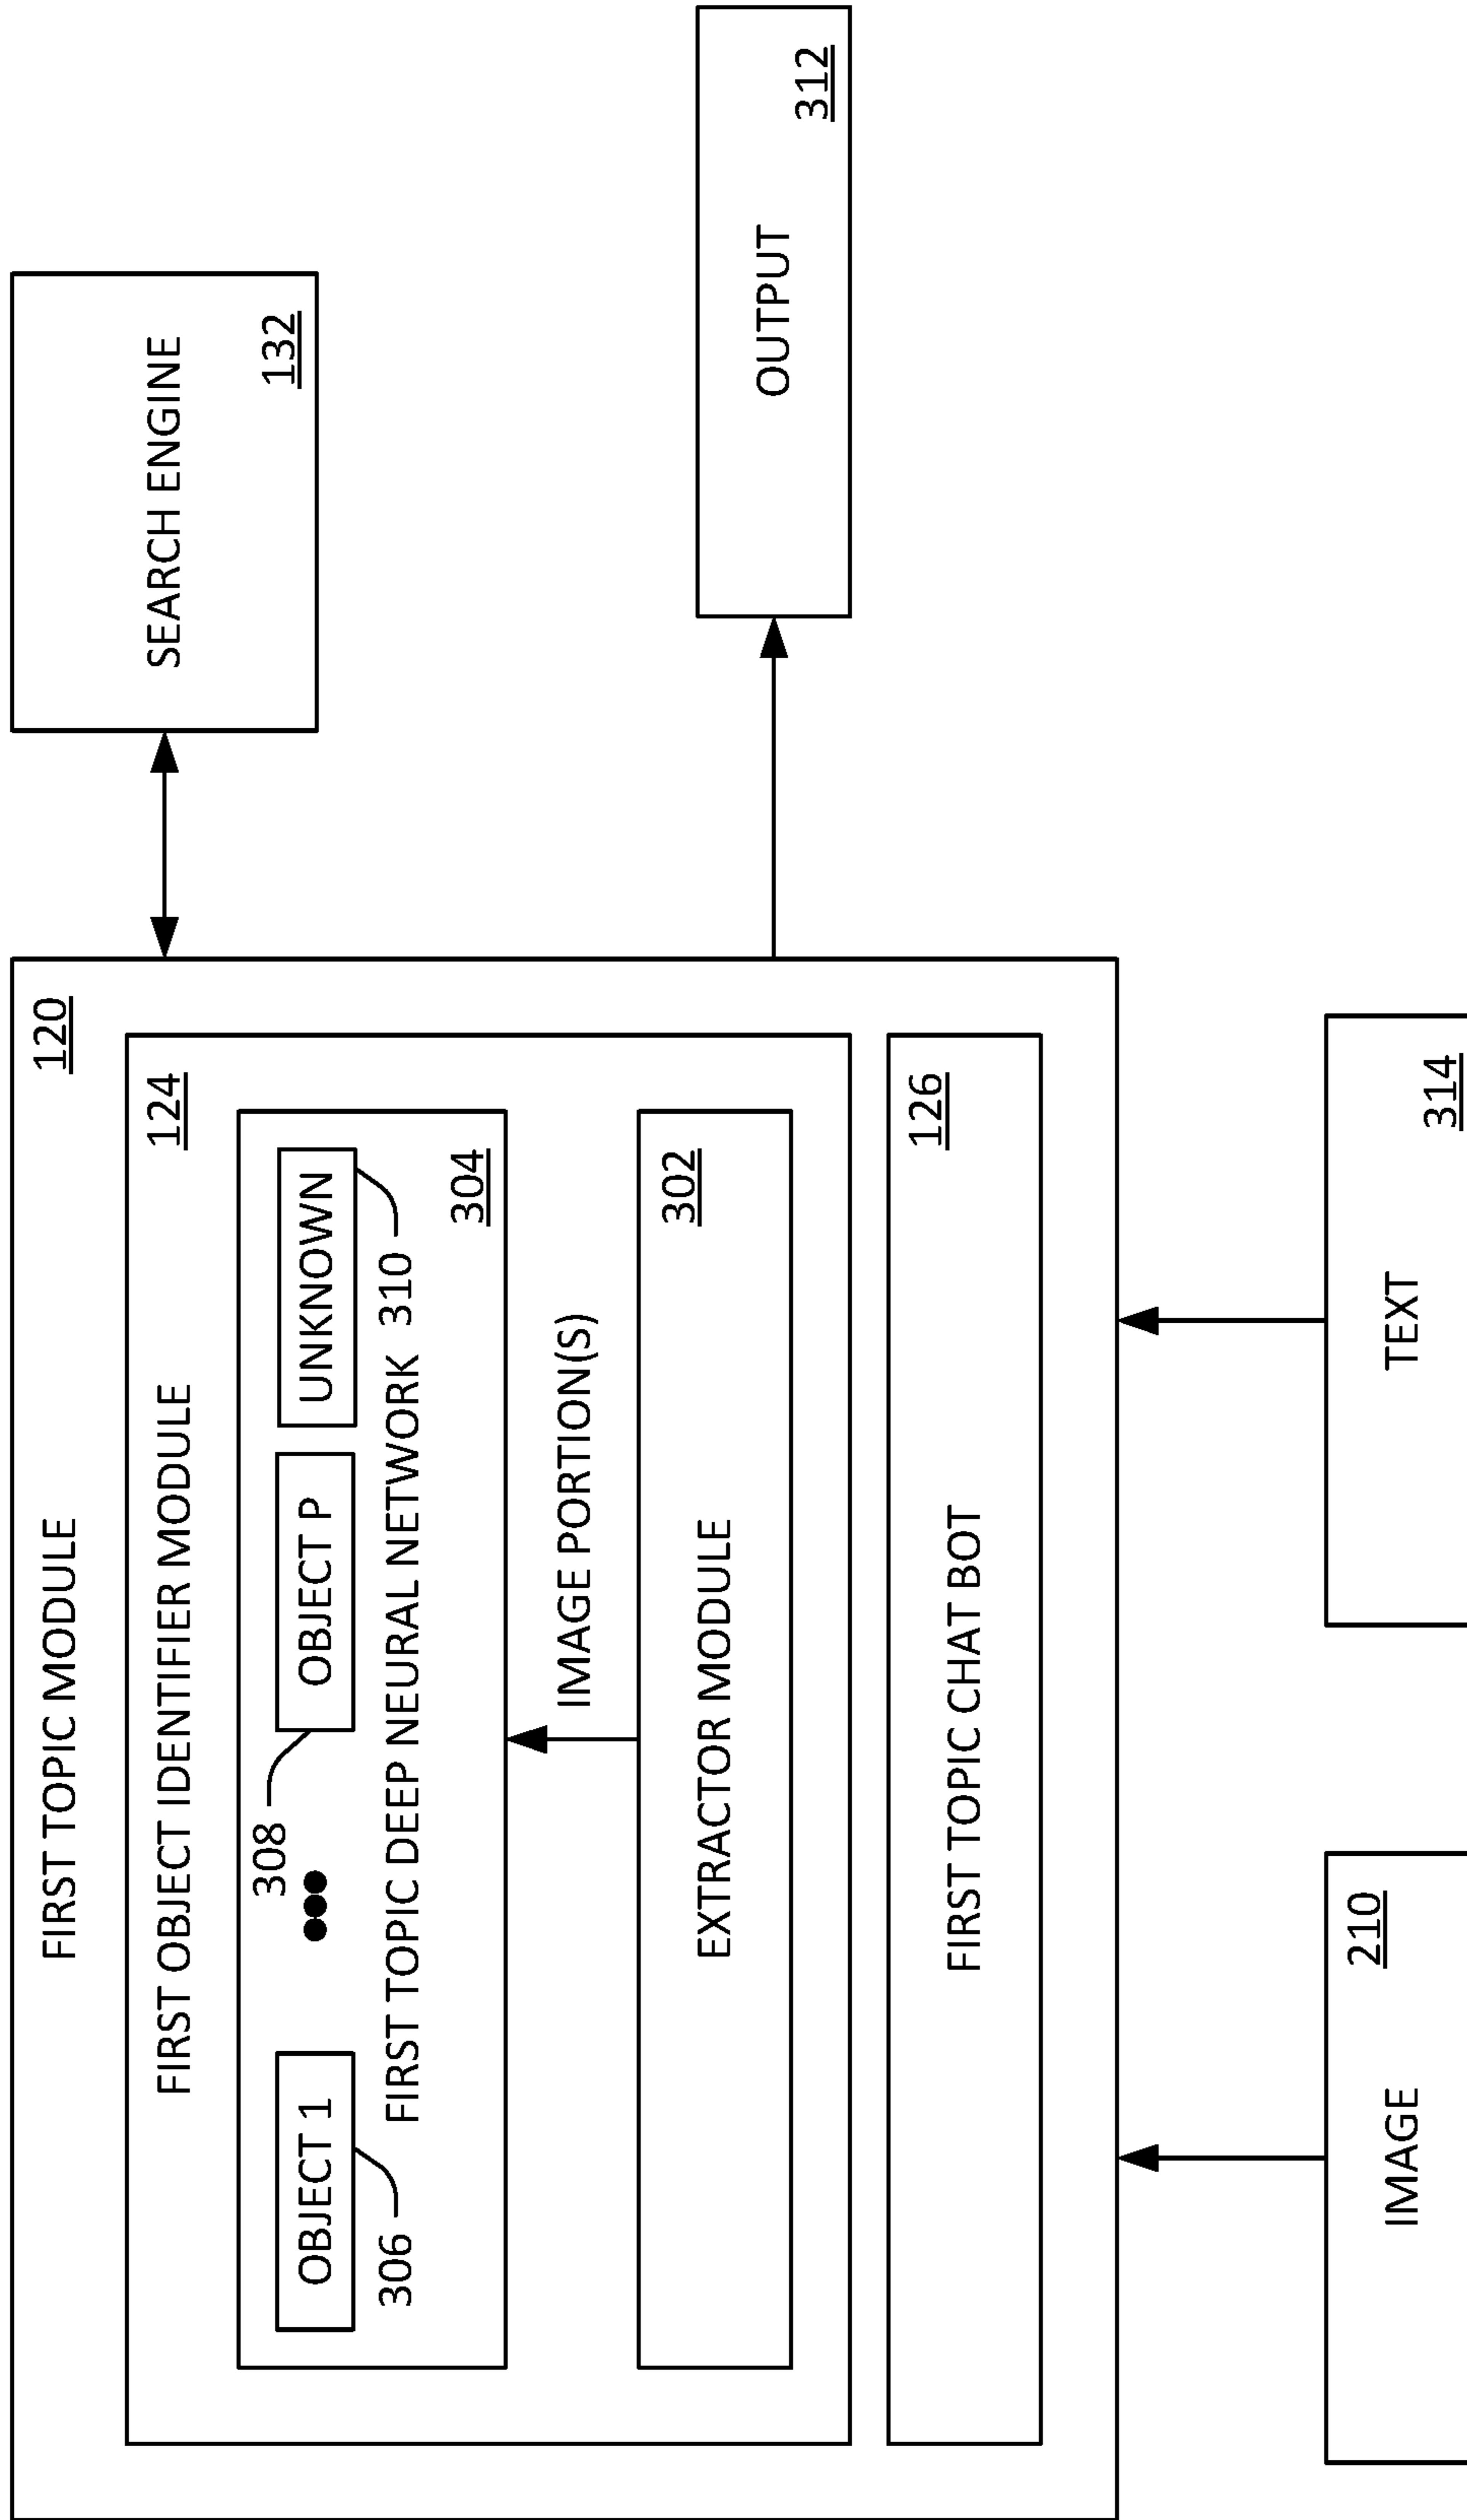 FIRST TOPIC MODULE
120
FIRST OBJECT IDENTIFIER MODULE
124
308
OBJECT 1
OBJECT P
UNKNOWN
306
FIRST TOPIC DEEP NEURAL NETWORK
310
304
IMAGE PORTION(S)
EXTRACTOR MODULE
302
FIRST TOPIC CHAT BOT
126
SEARCH ENGINE
132
OUTPUT
312
IMAGE
210
TEXT
314